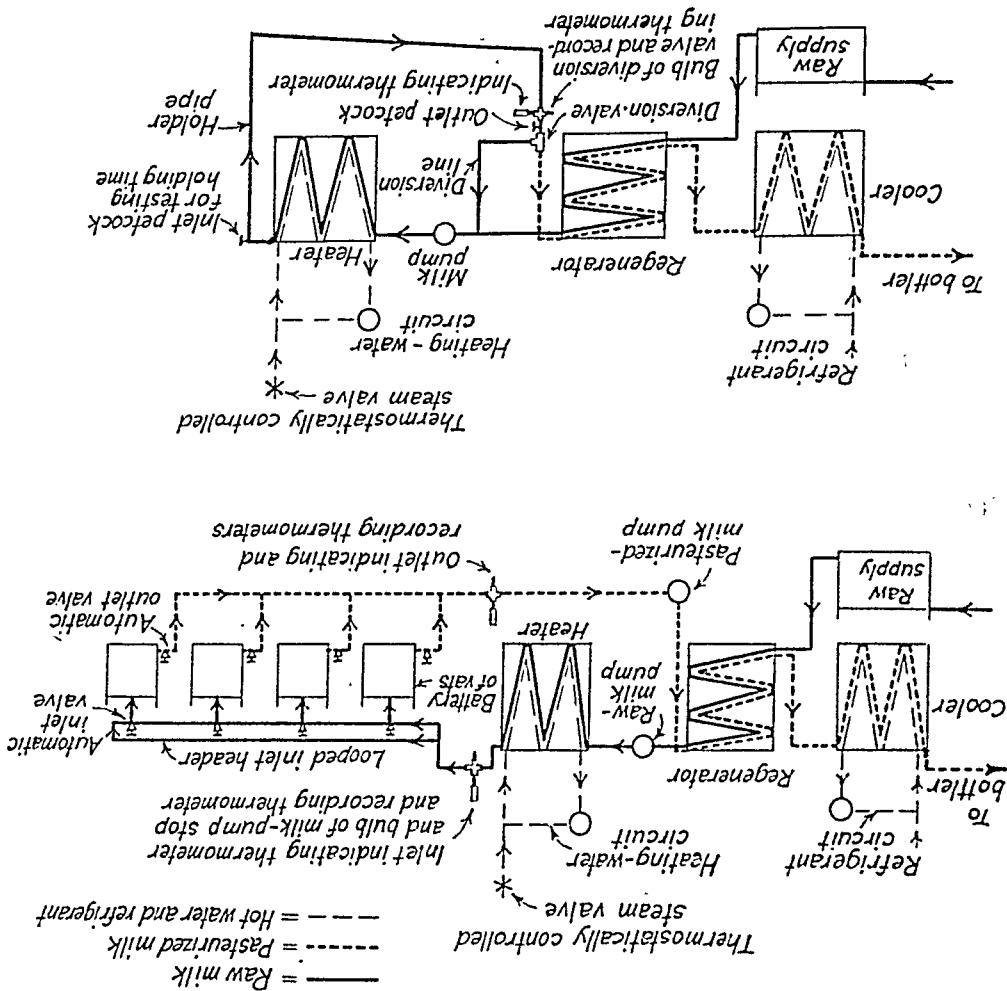 = Raw milk
= Pasteurized milk
= Hot water and refrigerant
Thermostatically controlled
steam valve
Heating-water
circuit
Refrigerant
circuit
To
bottler
Inlet indicating thermometer
and bulb of milk-pump stop
and recording thermometer
Looped inlet header
Automatic
inlet
valve
Battery
of vats
Automatic
outlet valve
Regenerator
Cooler
Raw-
milk
pump
Heater
Raw
supply
Pasteurized-
milk pump
Outlet indicating and
recording thermometers
Thermostatically controlled
steam valve
Heating-water
circuit
Refrigerant
circuit
To bottler
Milk
pump
Heater
Inlet petcock
for testing
holding time
Regenerator
Cooler
Diversion
line
Holder
pipe
Diversion-valve
Outlet petcock
Indicating thermometer
Bulb of diversion
valve and record-
ing thermometer
Raw
supply